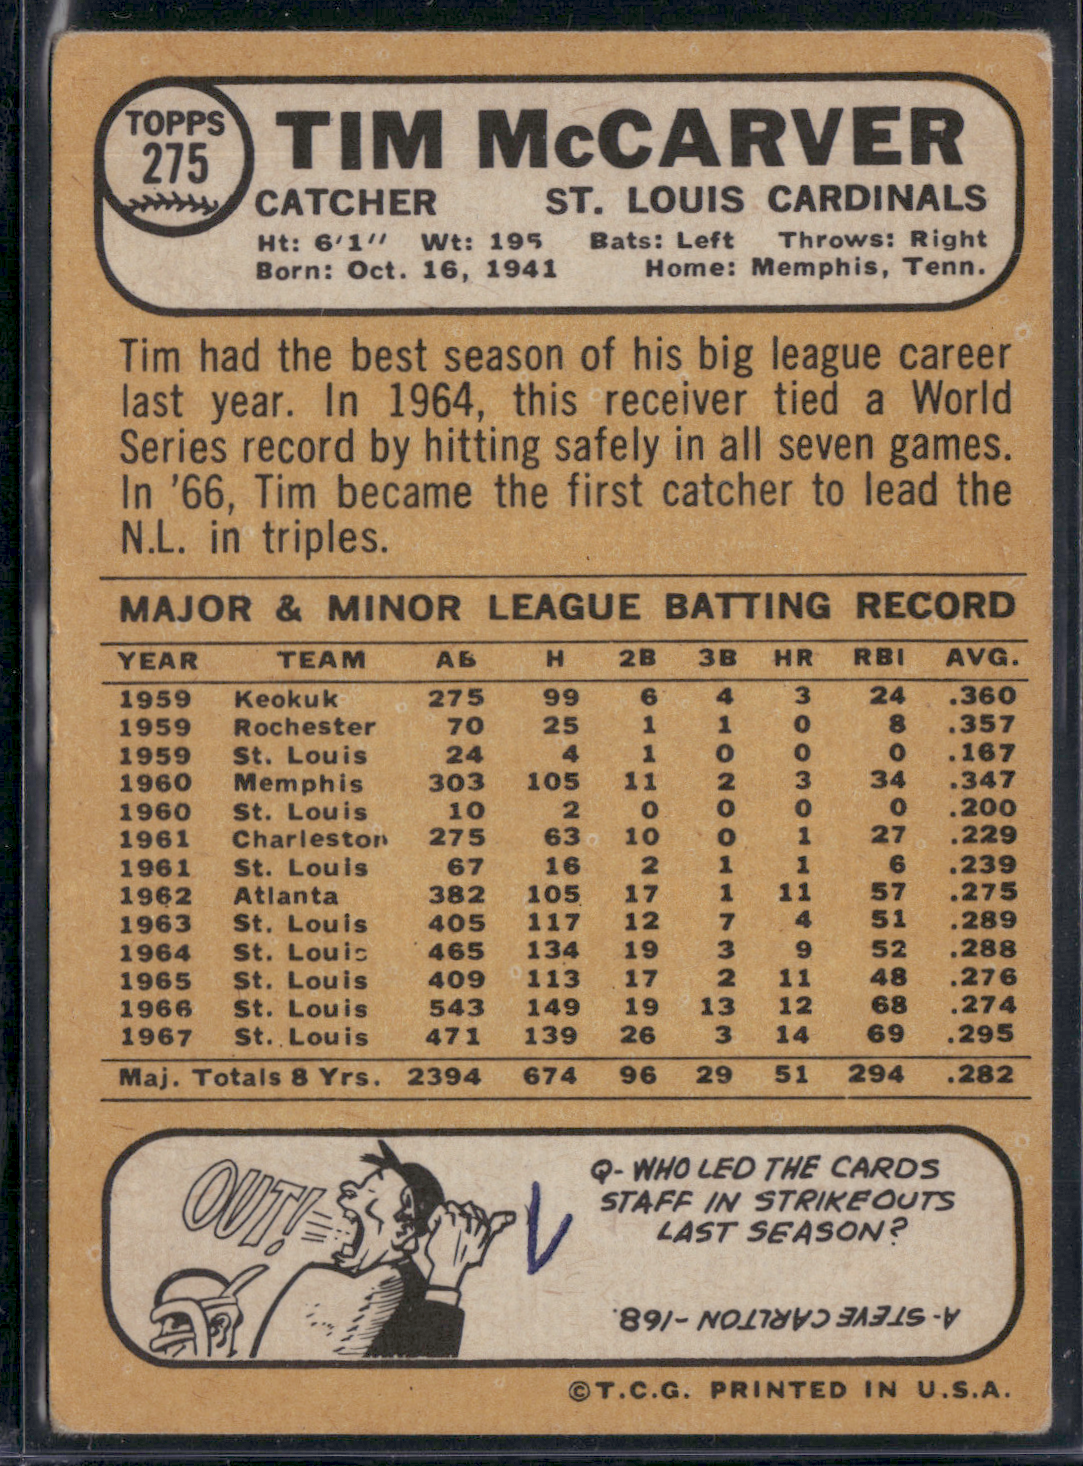 TOPPS
275
TIM McCARVER
CATCHER ST. LOUIS CARDINALS
Ht: 6'1" Wt: 195 Bats: Left Throws: Right
Born: Oct. 16, 1941 Home: Memphis, Tenn.
Tim had the best season of his big league career
last year. In 1964, this receiver tied a World
Series record by hitting safely in all seven games.
In '66, Tim became the first catcher to lead the
N.L. in triples.
MAJOR & MINOR LEAGUE BATTING RECORD
YEAR TEAM AB H 2B 3B HR RBI AVG.
1959 Keokuk 275 99 6 4 3 24 .360
1959 Rochester 70 25 1 1 0 8 .357
1959 St. Louis 24 4 1 0 0 0 .167
1960 Memphis 303 105 11 2 3 34 .347
1960 St. Louis 10 2 0 0 0 0 .200
1961 Charleston 275 63 10 0 1 27 .229
1961 St. Louis 67 16 2 1 1 6 .239
1962 Atlanta 382 105 17 1 11 57 .275
1963 St. Louis 405 117 12 7 4 51 .289
1964 St. Louis 465 134 19 3 9 52 .288
1965 St. Louis 409 113 17 2 11 48 .276
1966 St. Louis 543 149 19 13 12 68 .274
1967 St. Louis 471 139 26 3 14 69 .295
Maj. Totals 8 Yrs. 2394 674 96 29 51 294 .282
OUT!
Q- WHO LED THE CARDS
STAFF IN STRIKEOUTS
LAST SEASON?
A- STEVE CARLTON -168.
©T.C.G. PRINTED IN U.S.A.